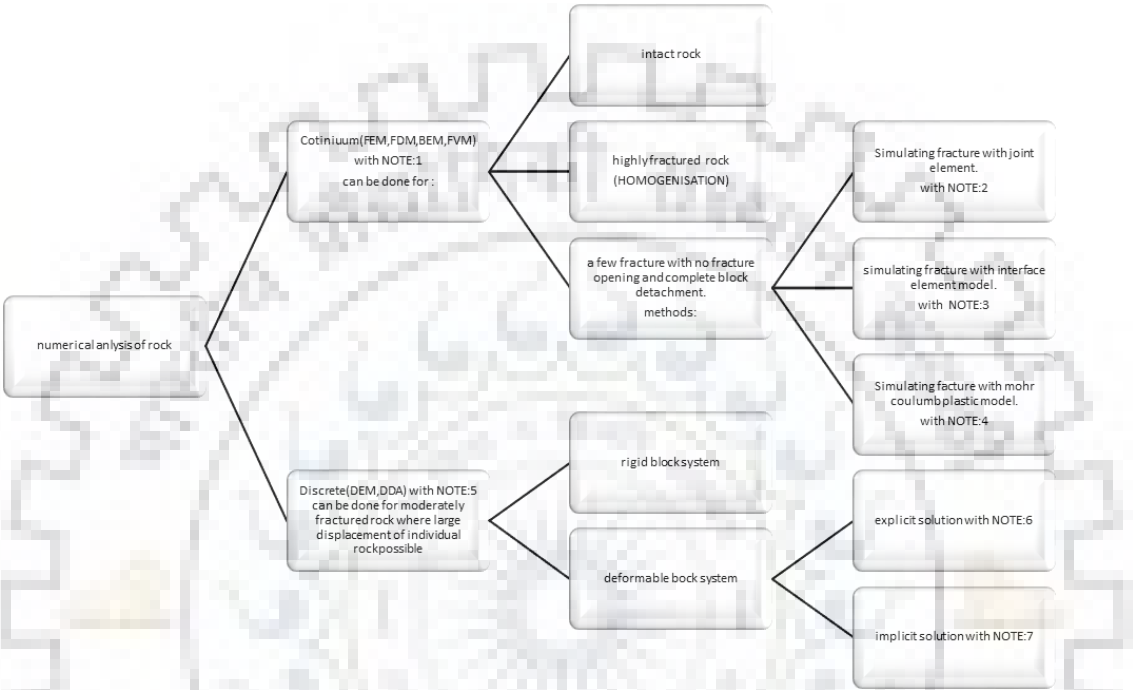 numerical anlysis of rock
Cotiniuum(FEM,FDM,BEM,FVM)
with NOTE:1
can be done for :
intact rock
highly fractured rock
(HOMOGENISATION)
a few fracture with no fracture
opening and complete block
detachment.
methods:
Simulating fracture with joint
element.
with NOTE:2
simulating fracture with interface
element model.
with NOTE:3
Simulating facture with mohr
coulumb plastic model.
with NOTE:4
Discrete(DEM,DDA) with NOTE:5
can be done for moderately
fractured rock where large
displacement of individual
rockpossible
rigid block system
deformable bock system
explicit solution with NOTE:6
implicit solution with NOTE:7